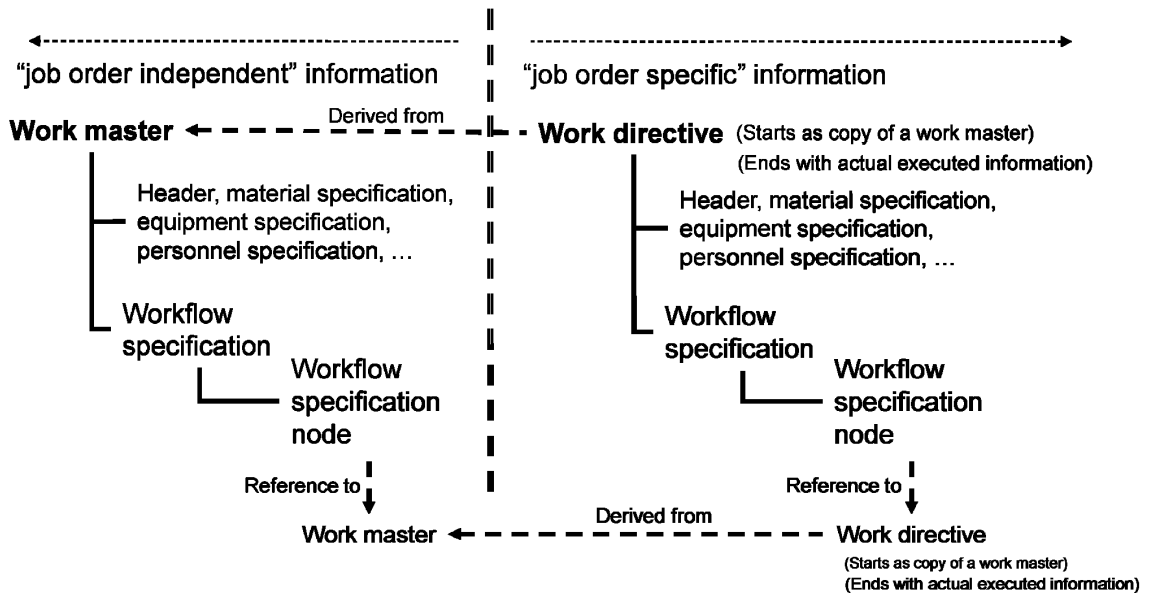 “job order independent” information
“job order specific” information
Derived from
Work master
Work directive (Starts as copy of a work master)
(Ends with actual executed information)
Header, material specification,
equipment specification,
personnel specification, …
Header, material specification,
equipment specification,
personnel specification, …
Workflow
specification
Workflow
specification
Workflow
specification
node
Workflow
specification
node
Reference to
Reference to
Work master
Derived from
Work directive
(Starts as copy of a work master)
(Ends with actual executed information)